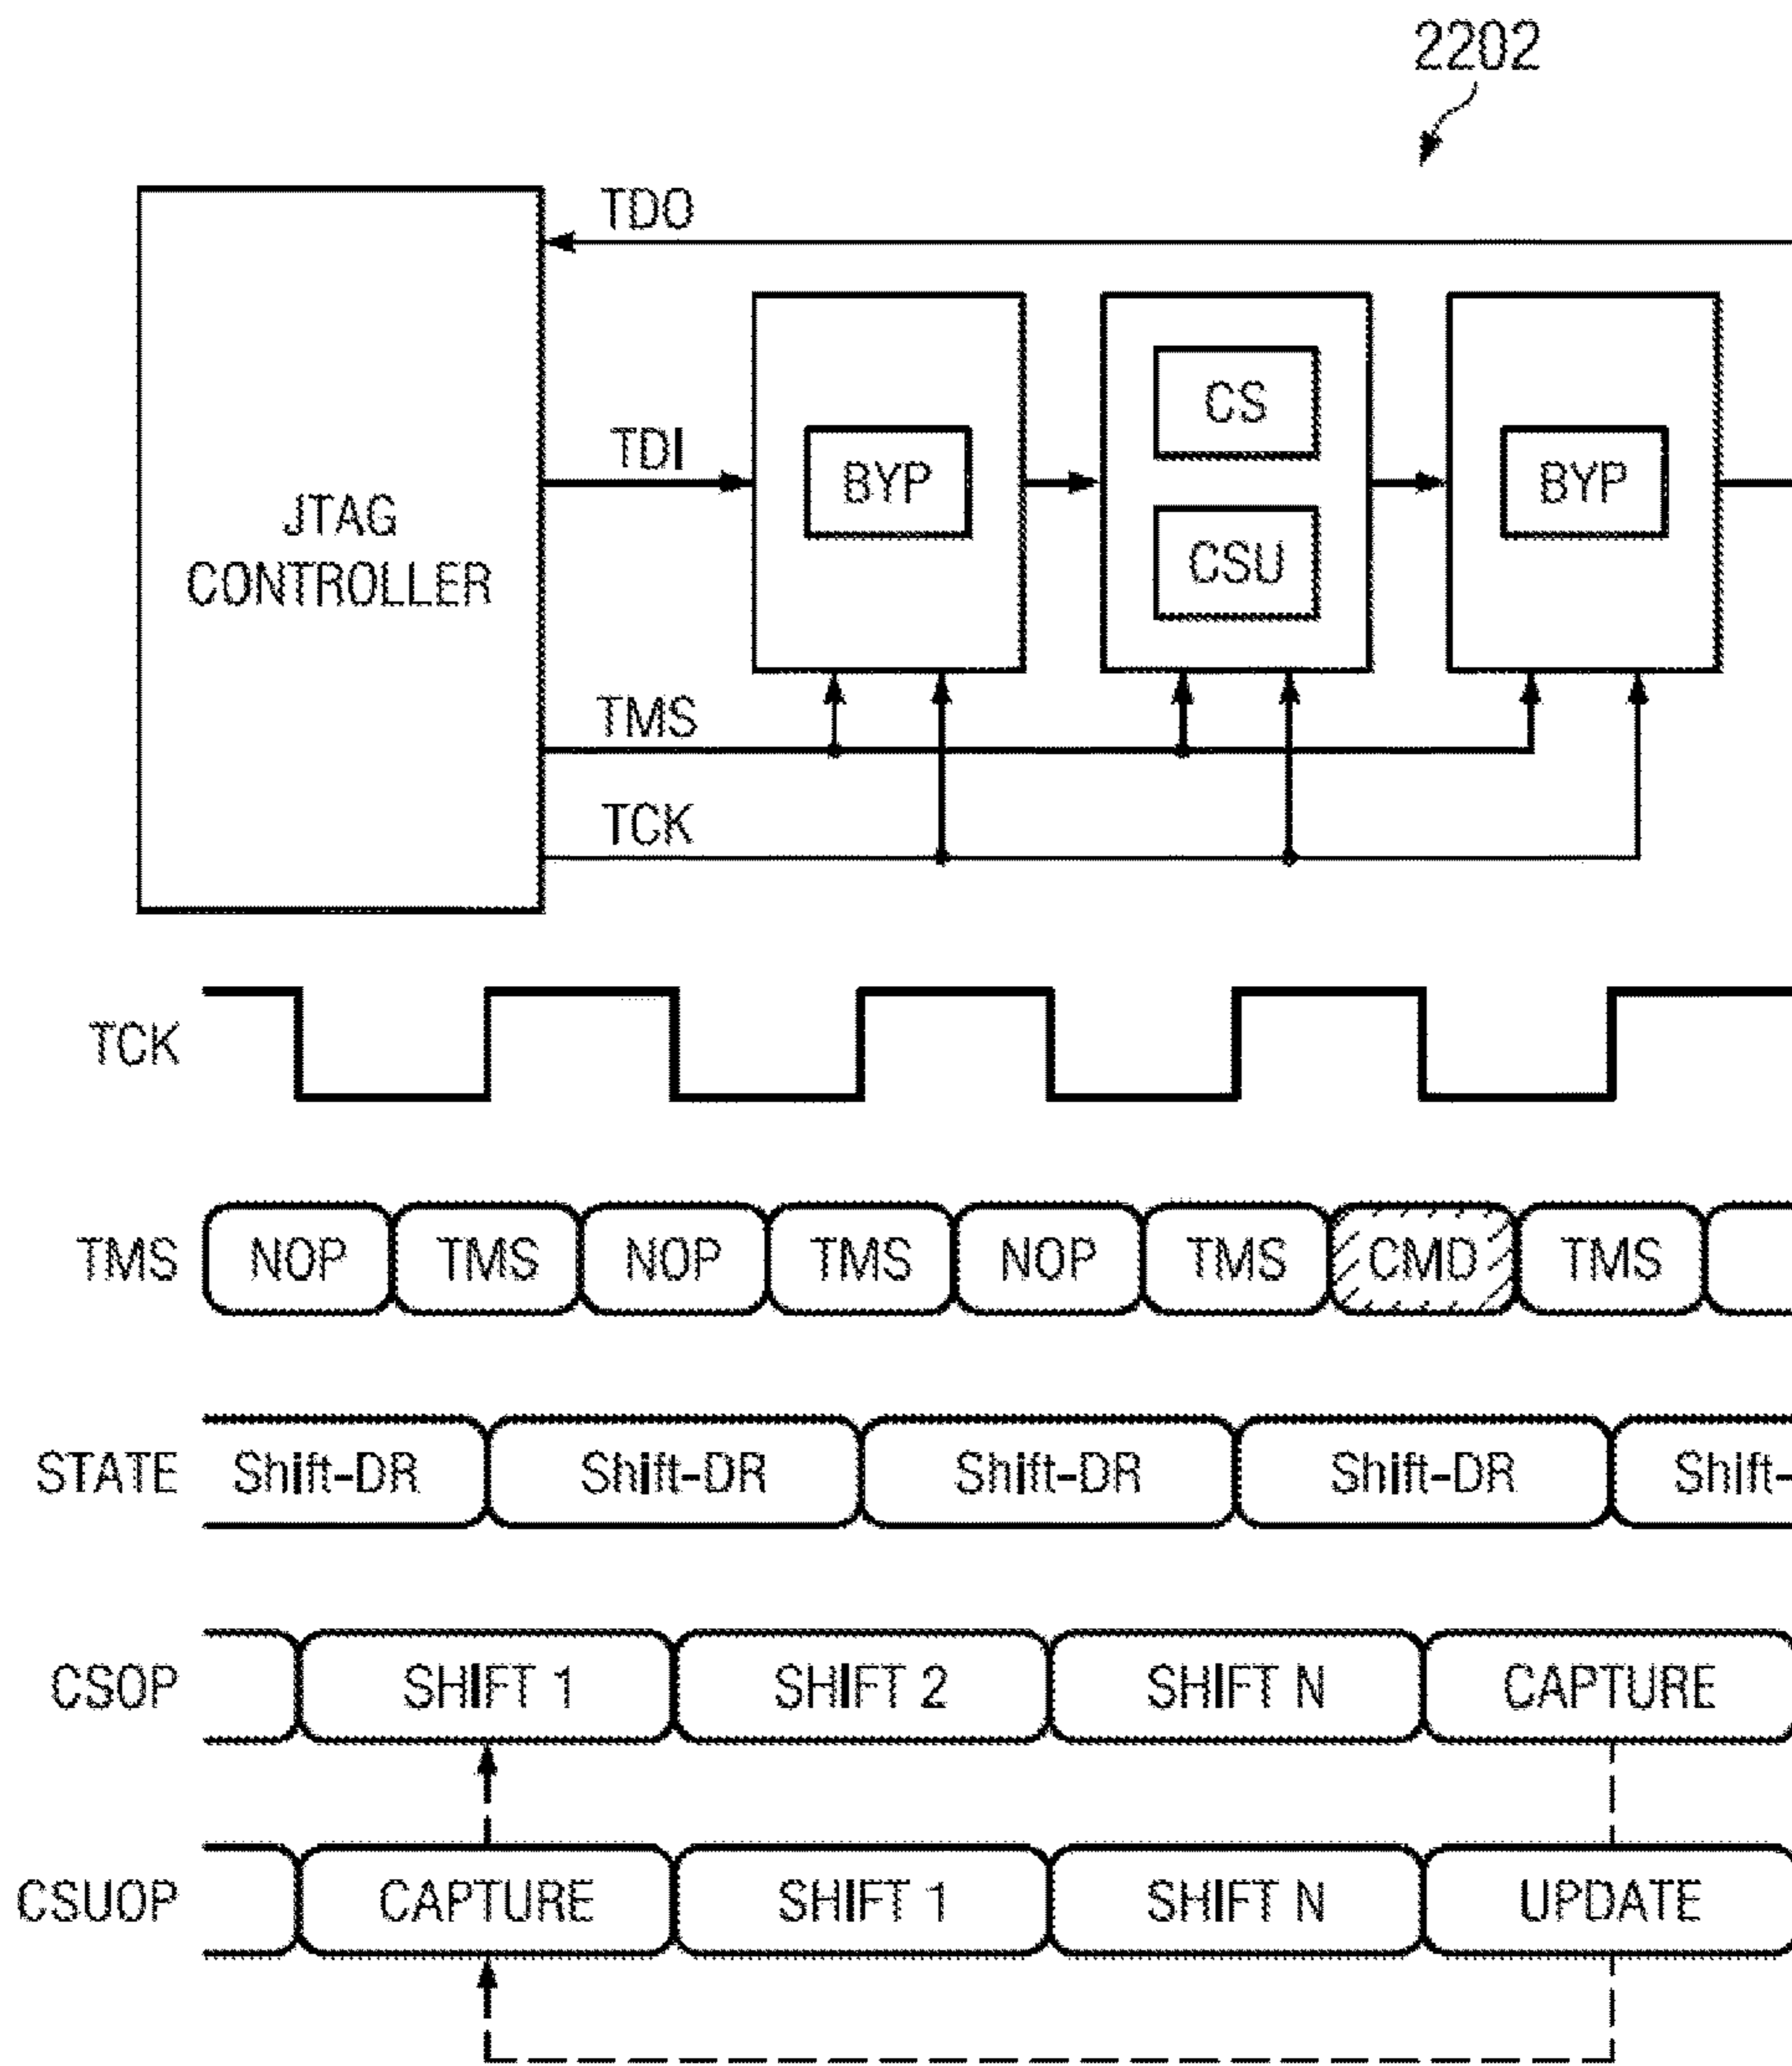 2202
TDO
JTAG
CONTROLLER
TDI
BYP
CS
CSU
BYP
TMS
TCK
TCK
TMS NOP TMS NOP TMS NOP TMS CMD TMS
STATE Shift-DR Shift-DR Shift-DR Shift-DR Shift-
CSOP SHIFT 1 SHIFT 2 SHIFT N CAPTURE
CSUOP CAPTURE SHIFT 1 SHIFT N UPDATE